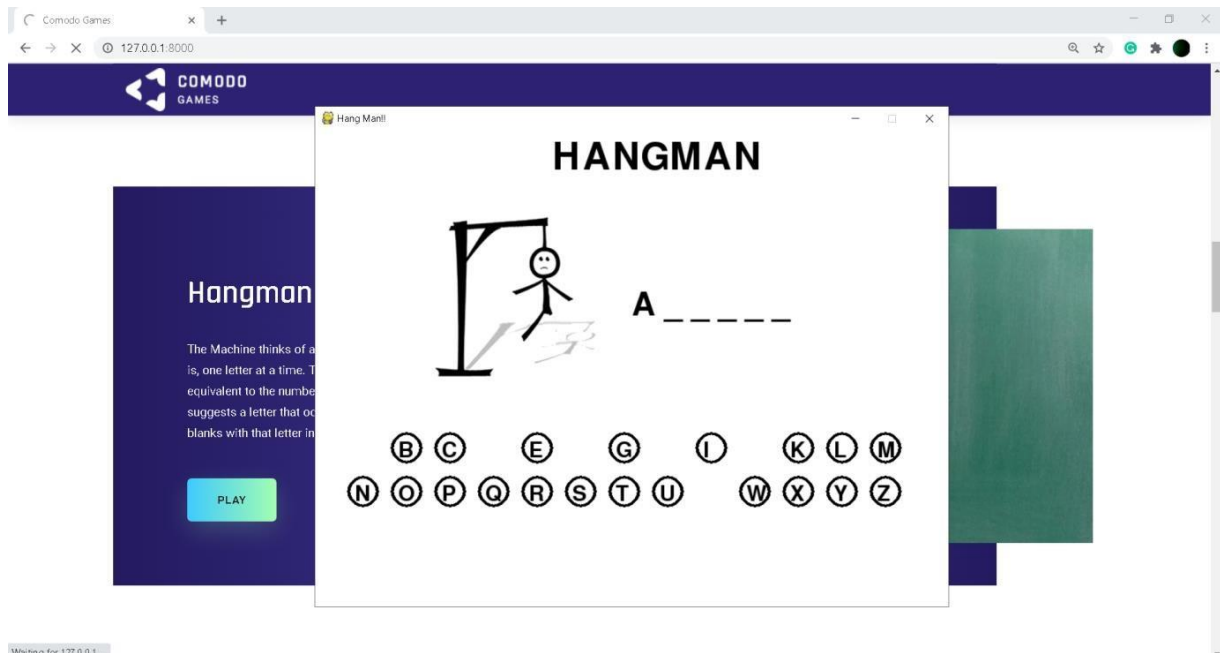 Comodo Games
127.0.0.1:8000
COMODO
GAMES
Hang Man!!
HANGMAN
A _ _ _ _ _
Hangman
The Machine thinks of a
is, one letter at a time. T
equivalent to the numbe
suggests a letter that oc
blanks with that letter in
PLAY
B C E G I K L M
N O P Q R S T U W X Y Z
Waiting for 127.0.0.1